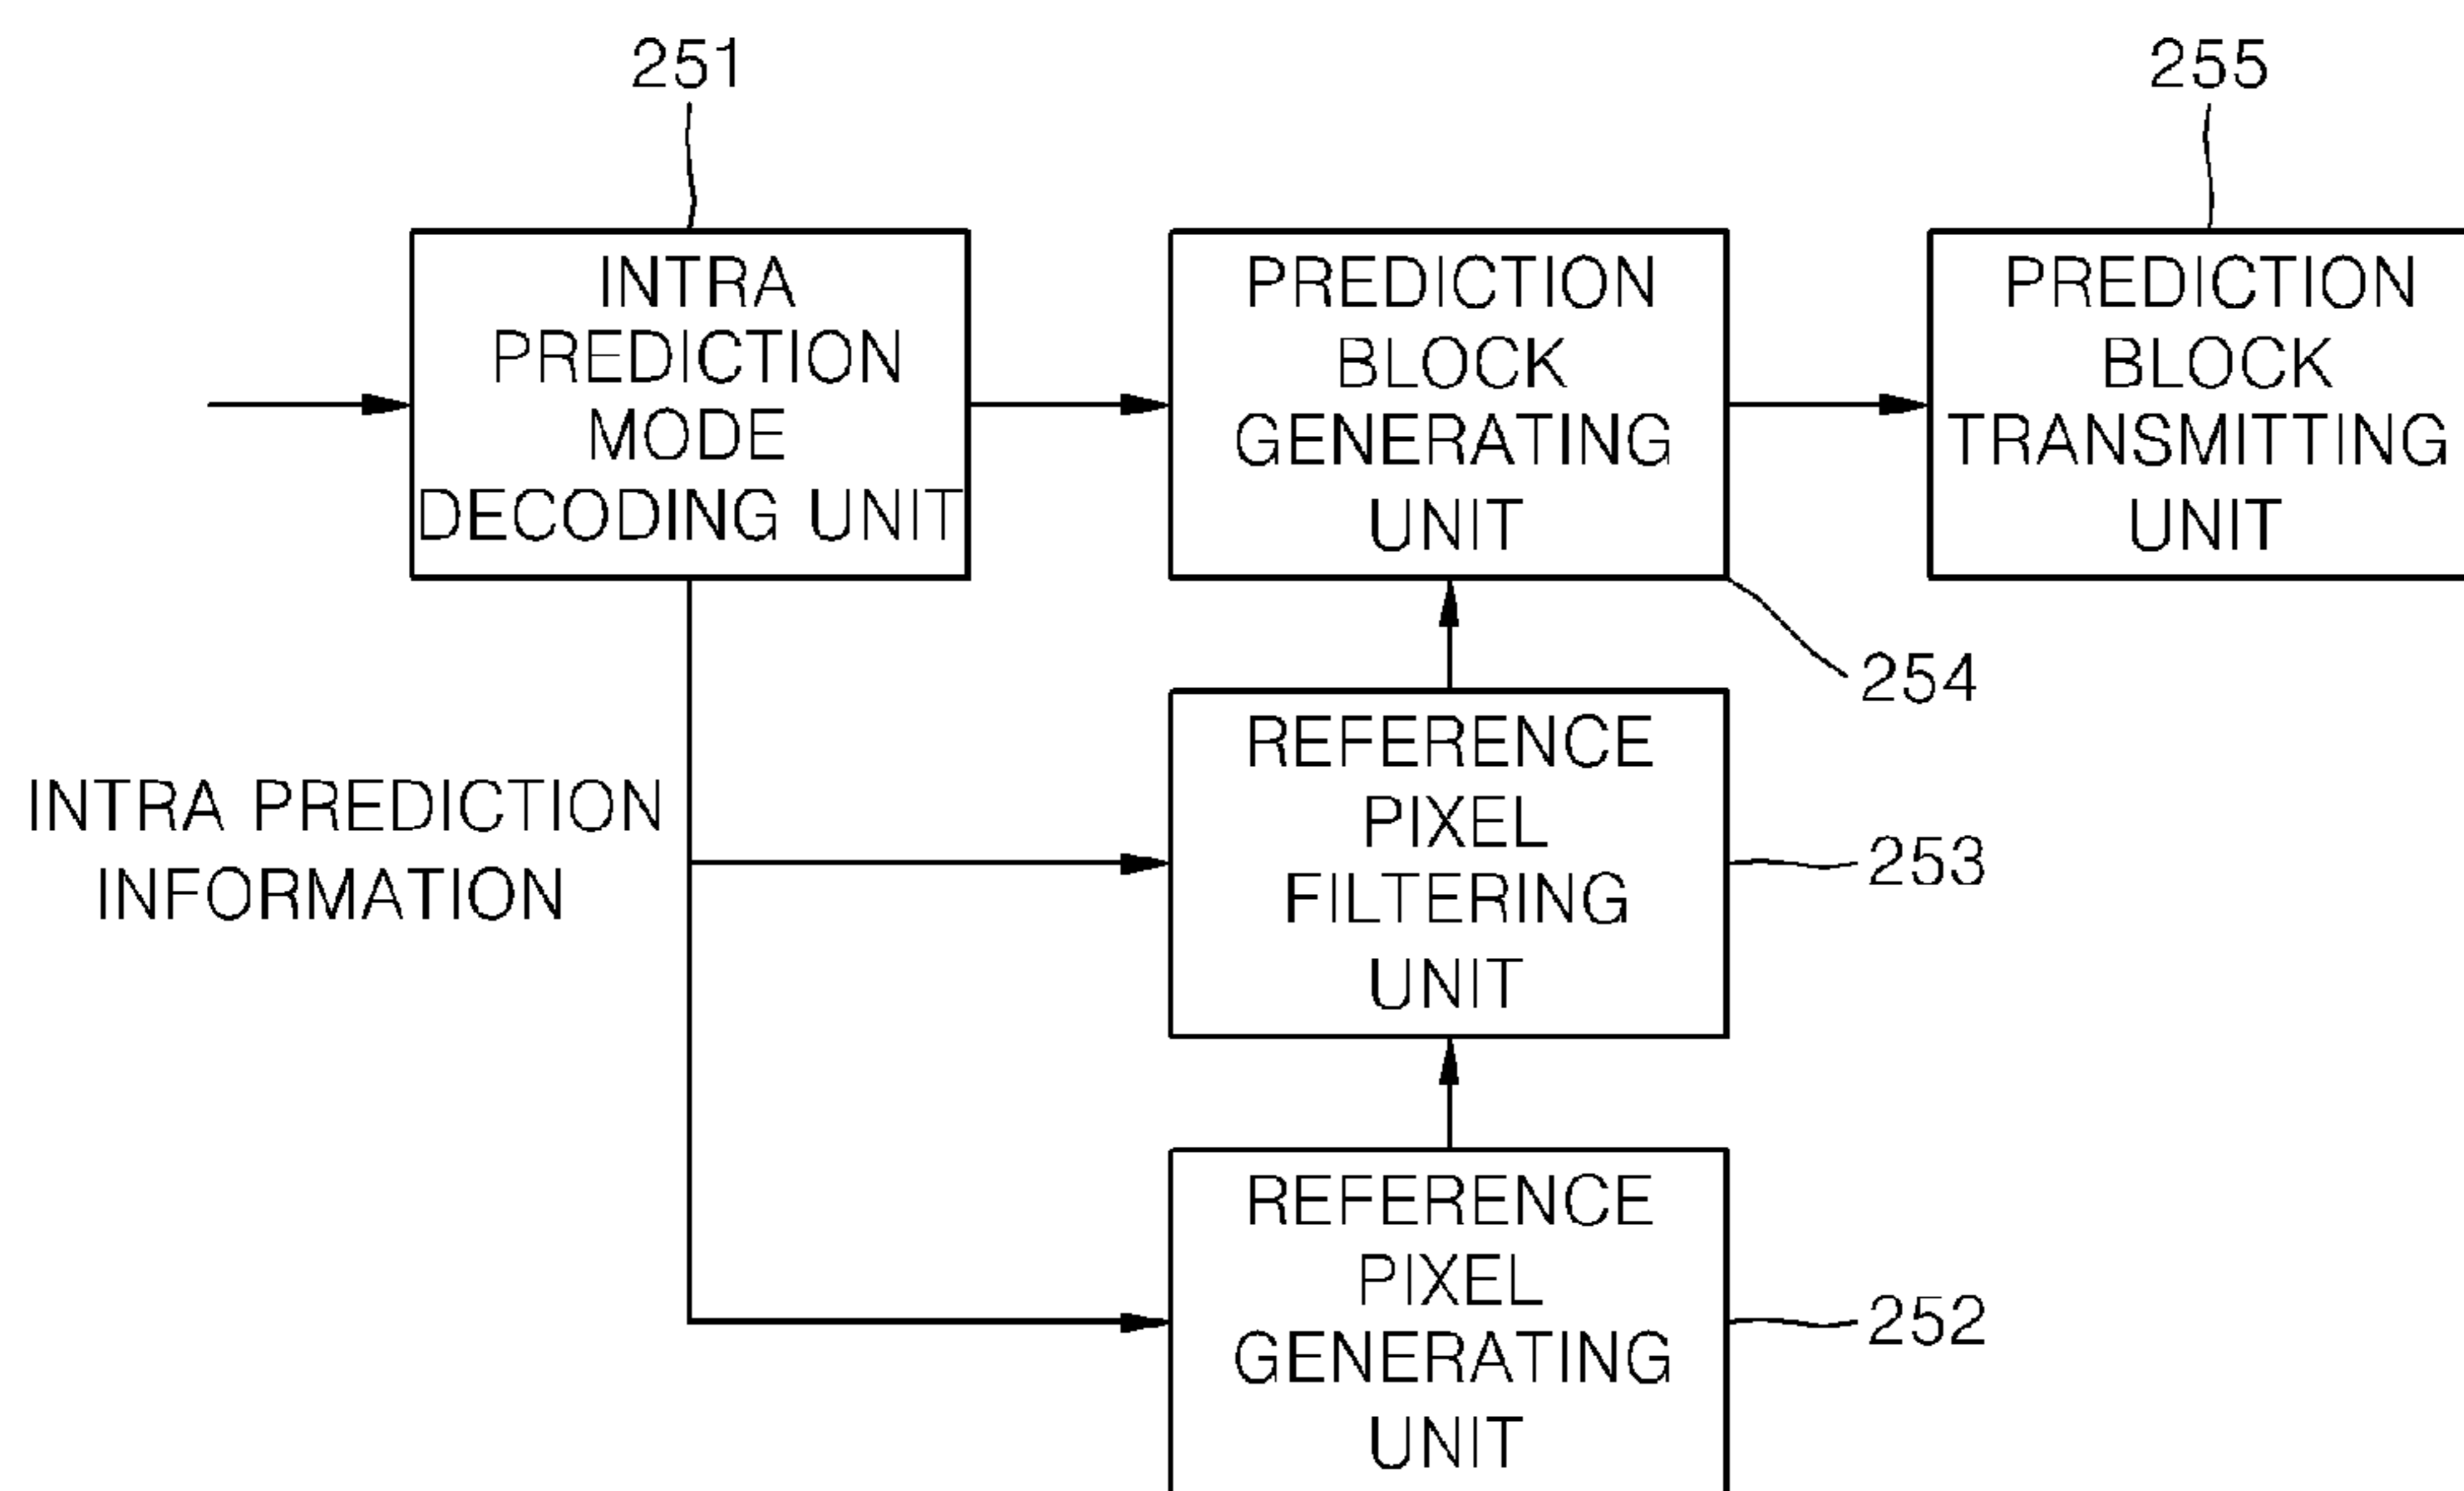 251
255
INTRA
PREDICTION
MODE
DECODING UNIT
PREDICTION
BLOCK
GENERATING
UNIT
PREDICTION
BLOCK
TRANSMITTING
UNIT
254
INTRA PREDICTION
INFORMATION
REFERENCE
PIXEL
FILTERING
UNIT
253
REFERENCE
PIXEL
GENERATING
UNIT
252